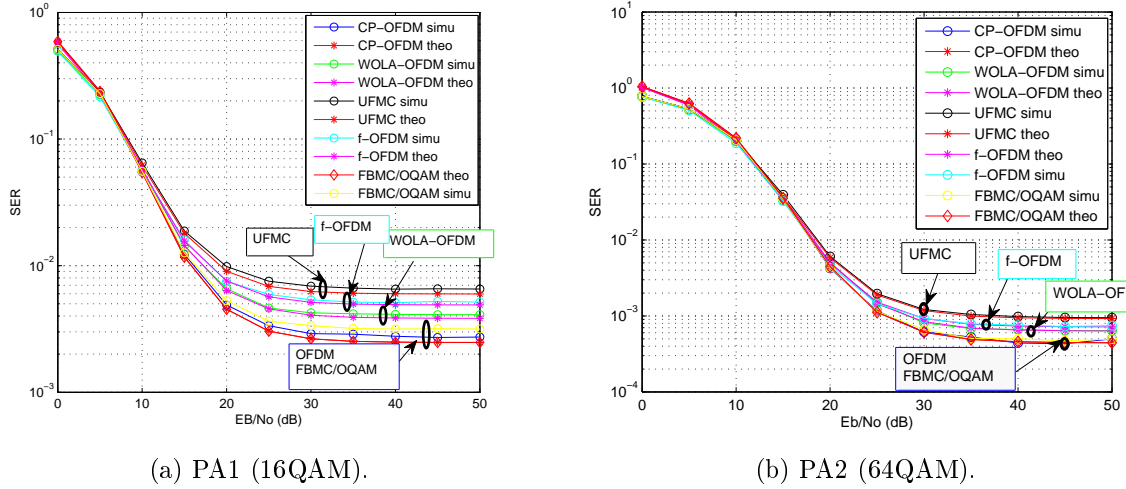 CP−OFDM simu
CP−OFDM theo
WOLA−OFDM simu
WOLA−OFDM theo
UFMC simu
UFMC theo
f−OFDM simu
f−OFDM theo
FBMC/OQAM theo
FBMC/OQAM simu
UFMC
f−OFDM
WOLA−OFDM
OFDM
FBMC/OQAM
10^0
10^−1
10^−2
10^−3
SER
0 10 20 30 40 50
EB/No (dB)
(a) PA1 (16QAM).
CP−OFDM simu
CP−OFDM theo
WOLA−OFDM simu
WOLA−OFDM theo
UFMC simu
UFMC theo
f−OFDM theo
f−OFDM simu
FBMC/OQAM simu
FBMC/OQAM theo
UFMC
f−OFDM
WOLA−OF
OFDM
FBMC/OQAM
10^1
10^0
10^−1
10^−2
10^−3
10^−4
SER
0 10 20 30 40 50
Eb/No (dB)
(b) PA2 (64QAM).